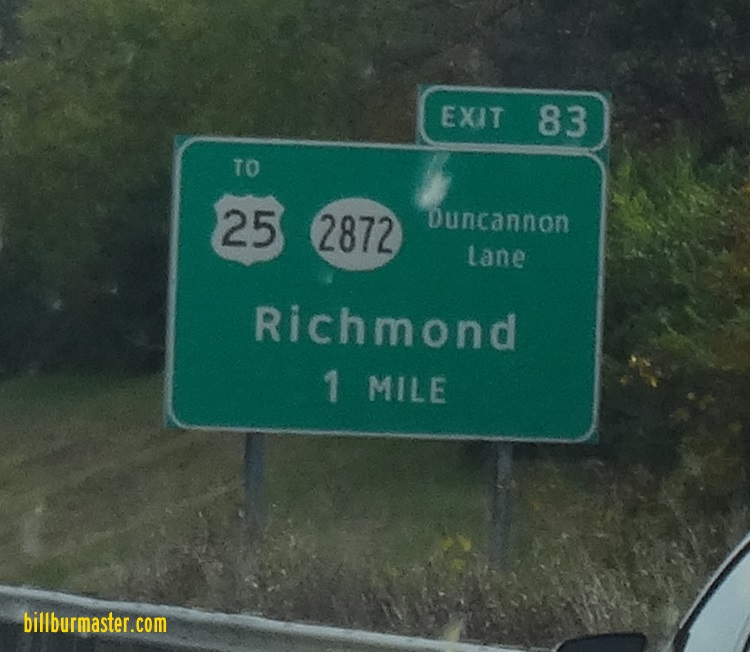 EXIT 83
TO
25 2872 Duncannon
Lane
Richmond
1 MILE
billburmaster.com